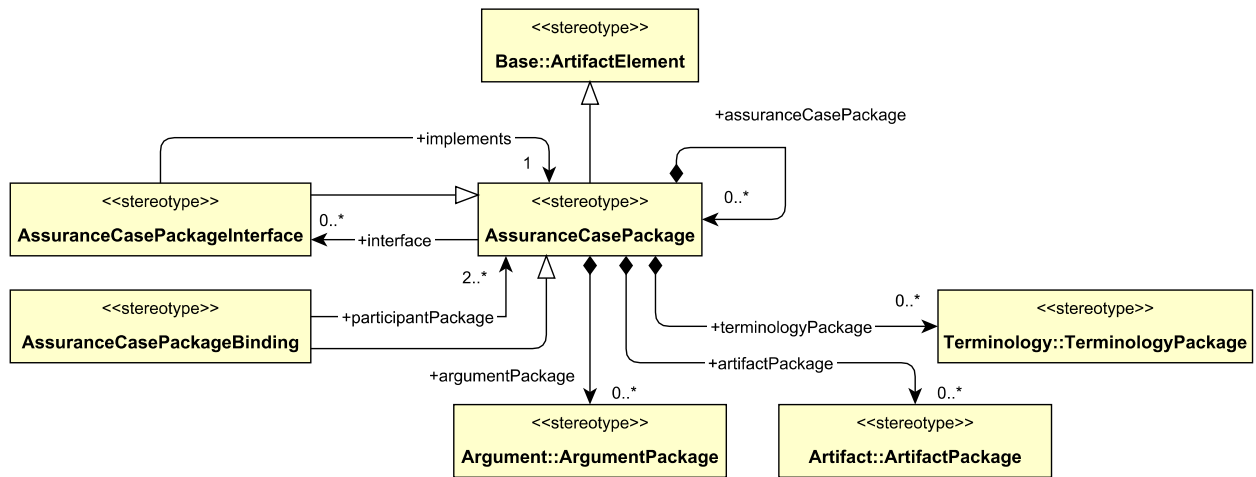 <<stereotype>>
Base::ArtifactElement
+assuranceCasePackage
+implements
1
<<stereotype>>
AssuranceCasePackageInterface
<<stereotype>>
AssuranceCasePackage
0..*
0..*
+interface
2..*
<<stereotype>>
AssuranceCasePackageBinding
+participantPackage
0..*
+terminologyPackage
<<stereotype>>
Terminology::TerminologyPackage
+argumentPackage
+artifactPackage
0..*
0..*
<<stereotype>>
Argument::ArgumentPackage
<<stereotype>>
Artifact::ArtifactPackage